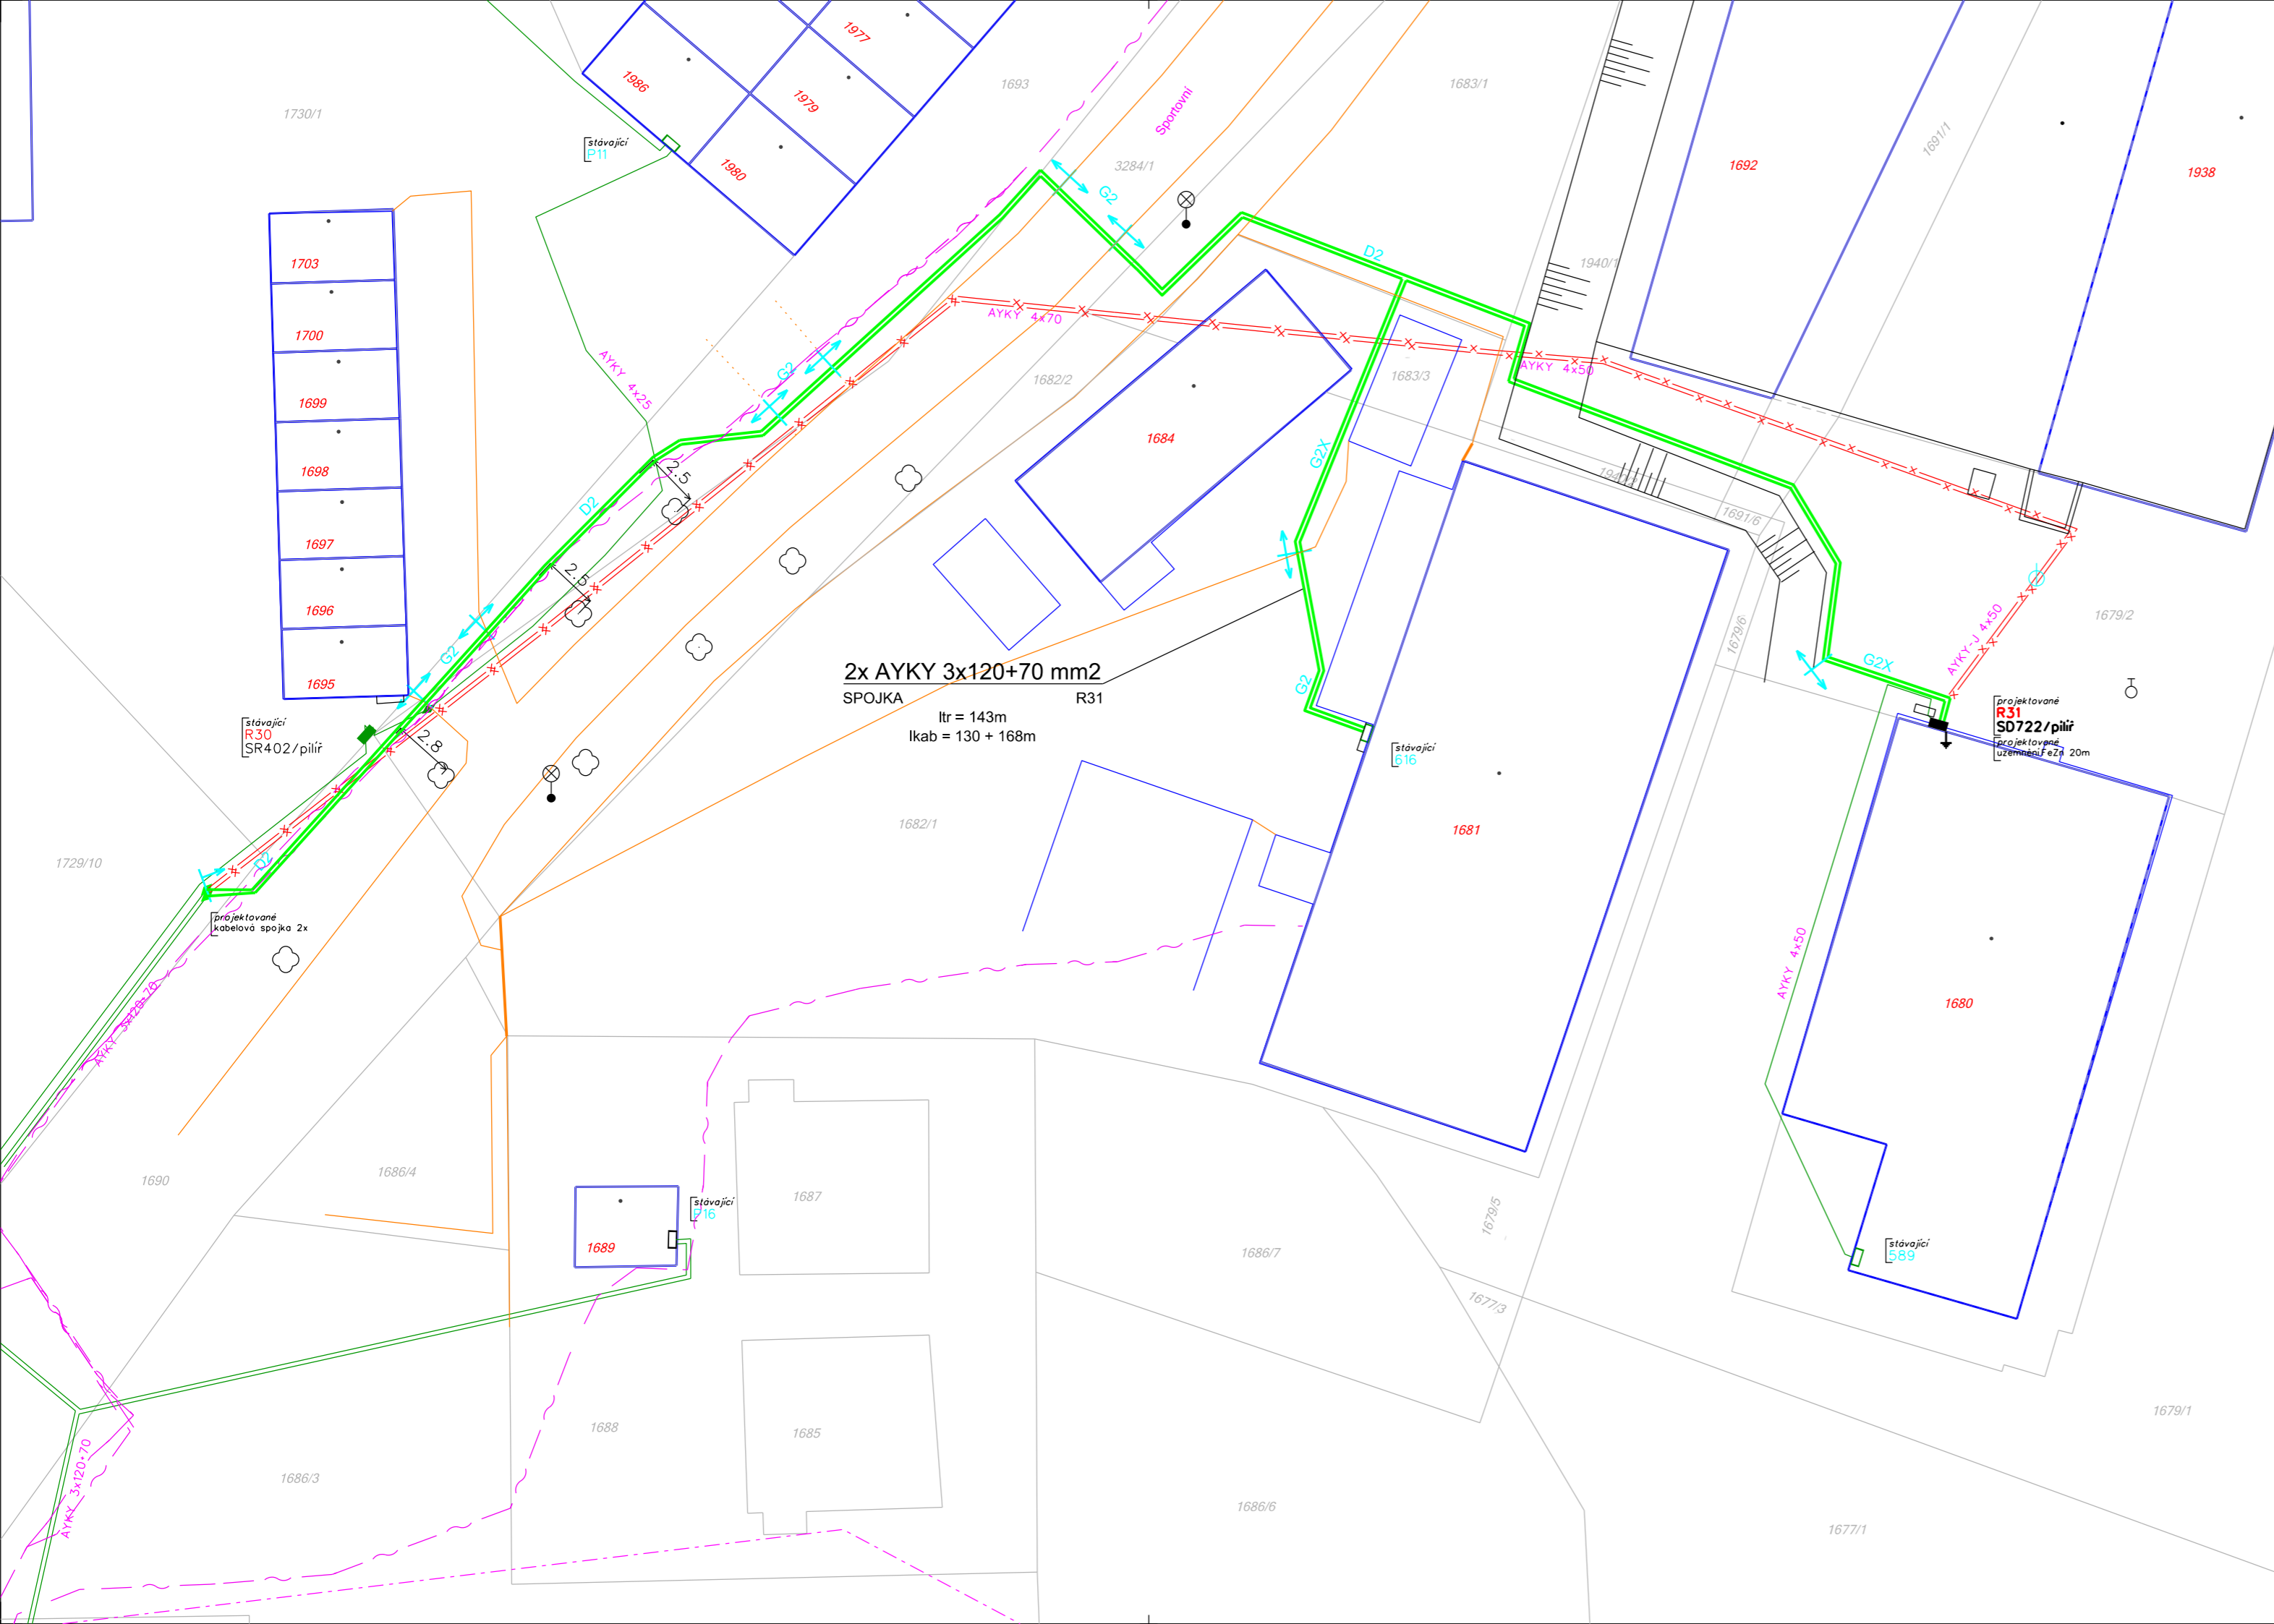 1977
1986
1979
1980
1693
1683/1
1730/1
stávající
P11
Sportovní
3284/1
1692
1691/1
1938
G2
D2
1940/1
1703
1700
1699
1698
1697
1696
1695
AYKY 4x70
AYKY 4x50
AYKY 4x25
G2
1682/2
1683/3
1684
G2X
2.5
D2
2.5
G2
1691/6
1679/6
1679/2
AYKY-J 4x50
G2X
2x AYKY 3x120+70 mm2
SPOJKA R31
ltr = 143m
lkab = 130 + 168m
G2
stávající
R30
SR402/pilíř
2.8
stávající
616
projektované
R31
SD722/pilíř
projektované
uzemnění FeZn 20m
1682/1
1681
1729/10
D2
projektované
kabelová spojka 2x
AYKY 3x120+70
AYKY 4x50
1680
1690
1686/4
1687
stávající
P16
1689
1679/5
1686/7
stávající
589
1677/3
1688
1685
1679/1
1686/3
AYKY 3x120+70
1686/6
1677/1